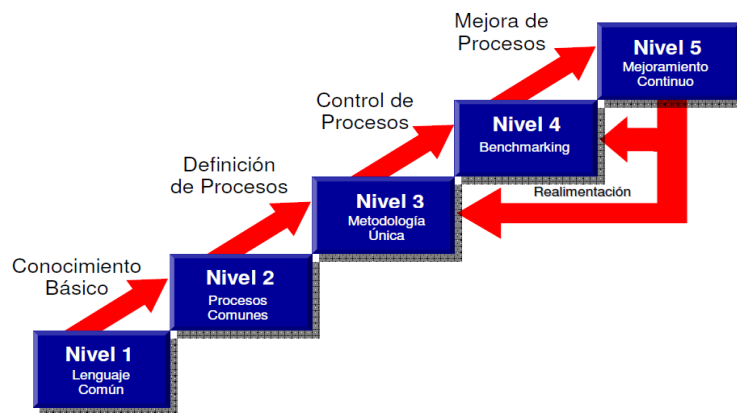 Mejora de
Procesos
Nivel 5
Mejoramiento
Continuo
Control de
Procesos
Nivel 4
Benchmarking
Definición
de Procesos
Nivel 3
Metodología
Única
Realimentación
Conocimiento
Básico
Nivel 2
Procesos
Comunes
Nivel 1
Lenguaje
Común